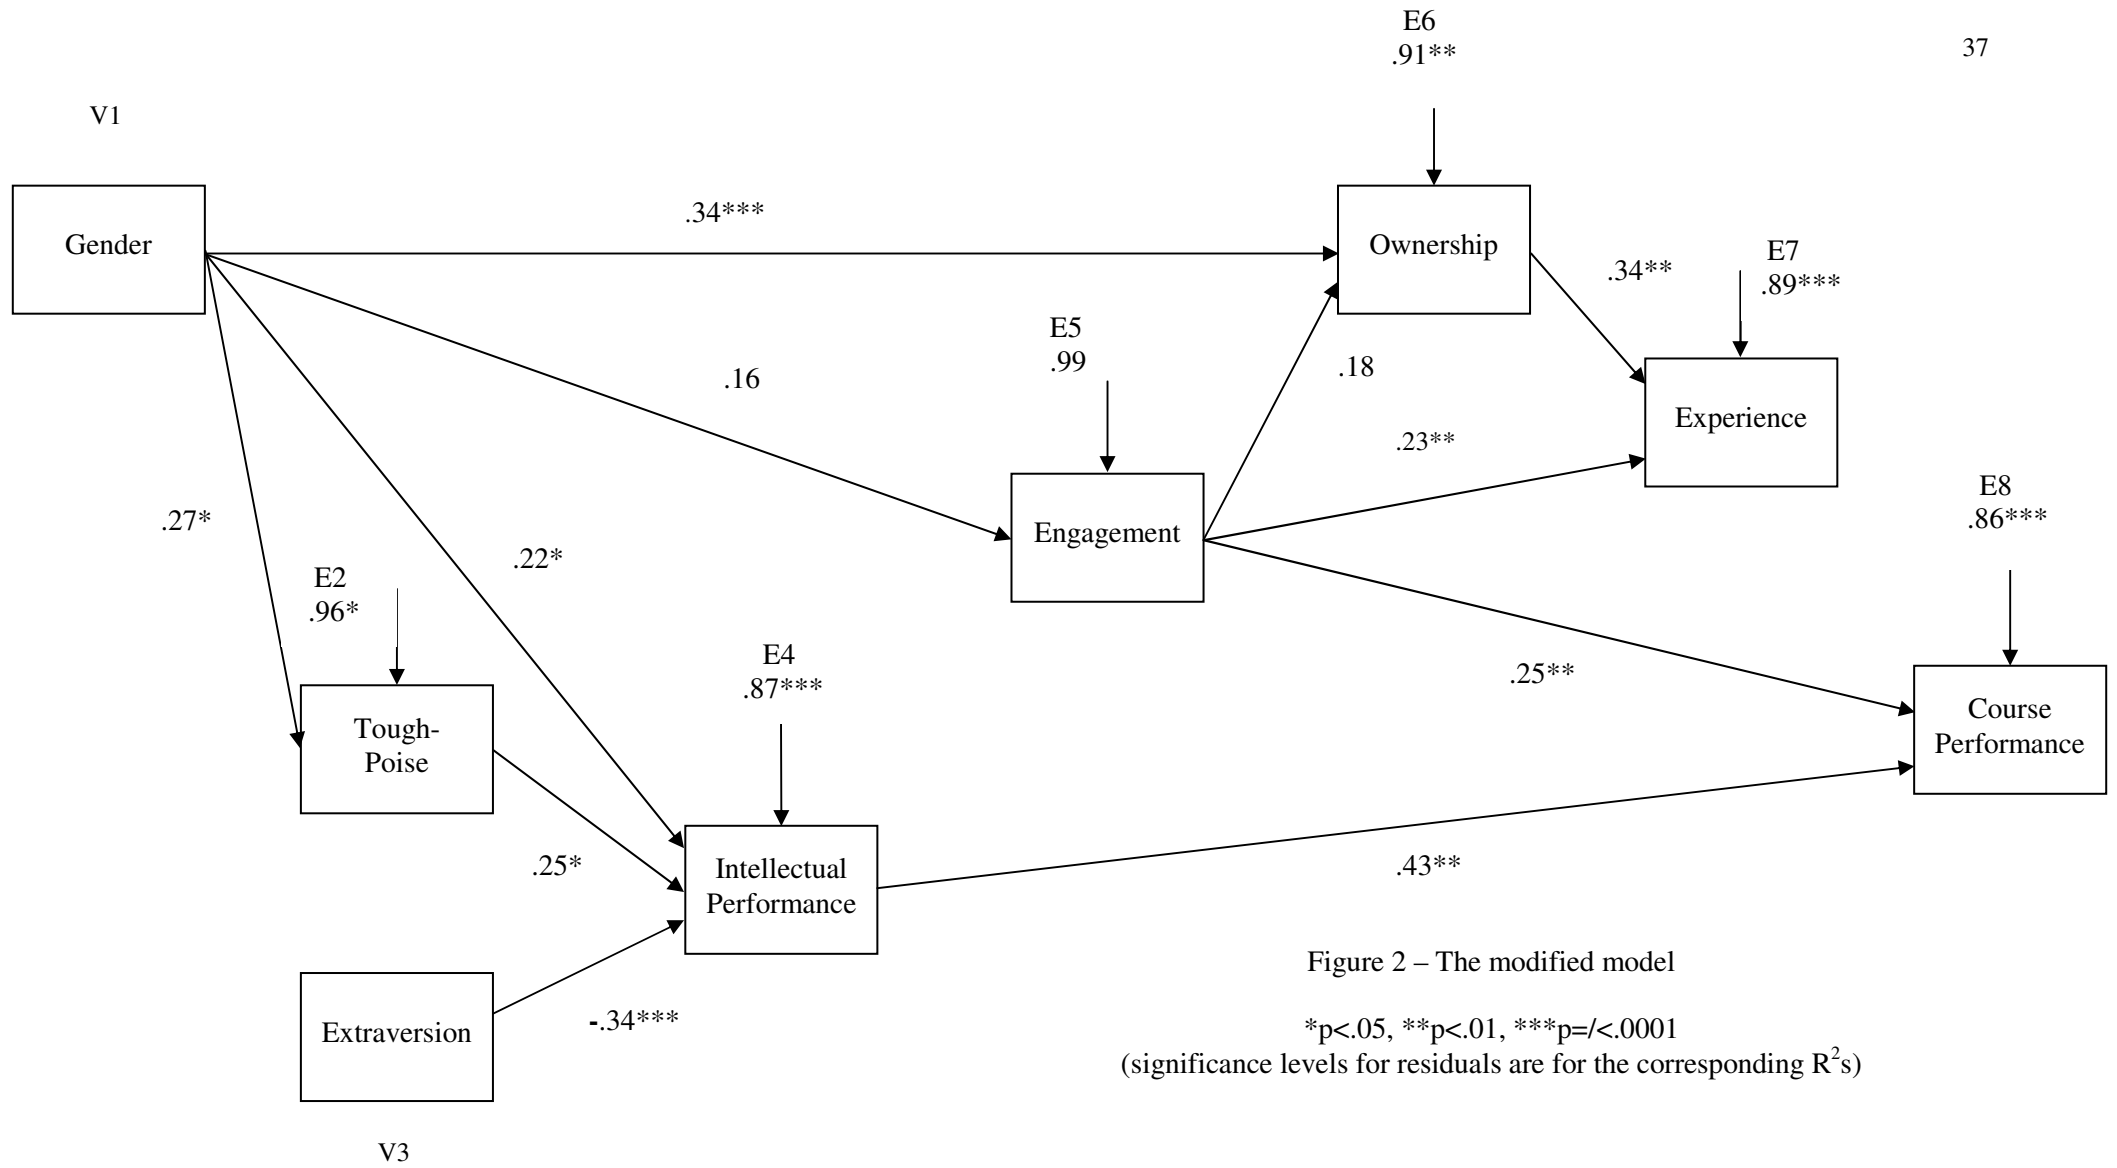 E6
.91**
37
V1
Gender
.34***
Ownership
.34**
E7
.89***
E5
.99
.16
.18
Experience
.23**
E8
.86***
Engagement
.27*
.22*
E2
.96*
E4
.87***
.25**
Course
Performance
Tough-
Poise
.25*
Intellectual
Performance
.43**
Extraversion
-.34***
V3
Figure 2 – The modified model
*p<.05, **p<.01, ***p=/<.0001
(significance levels for residuals are for the corresponding R²s)